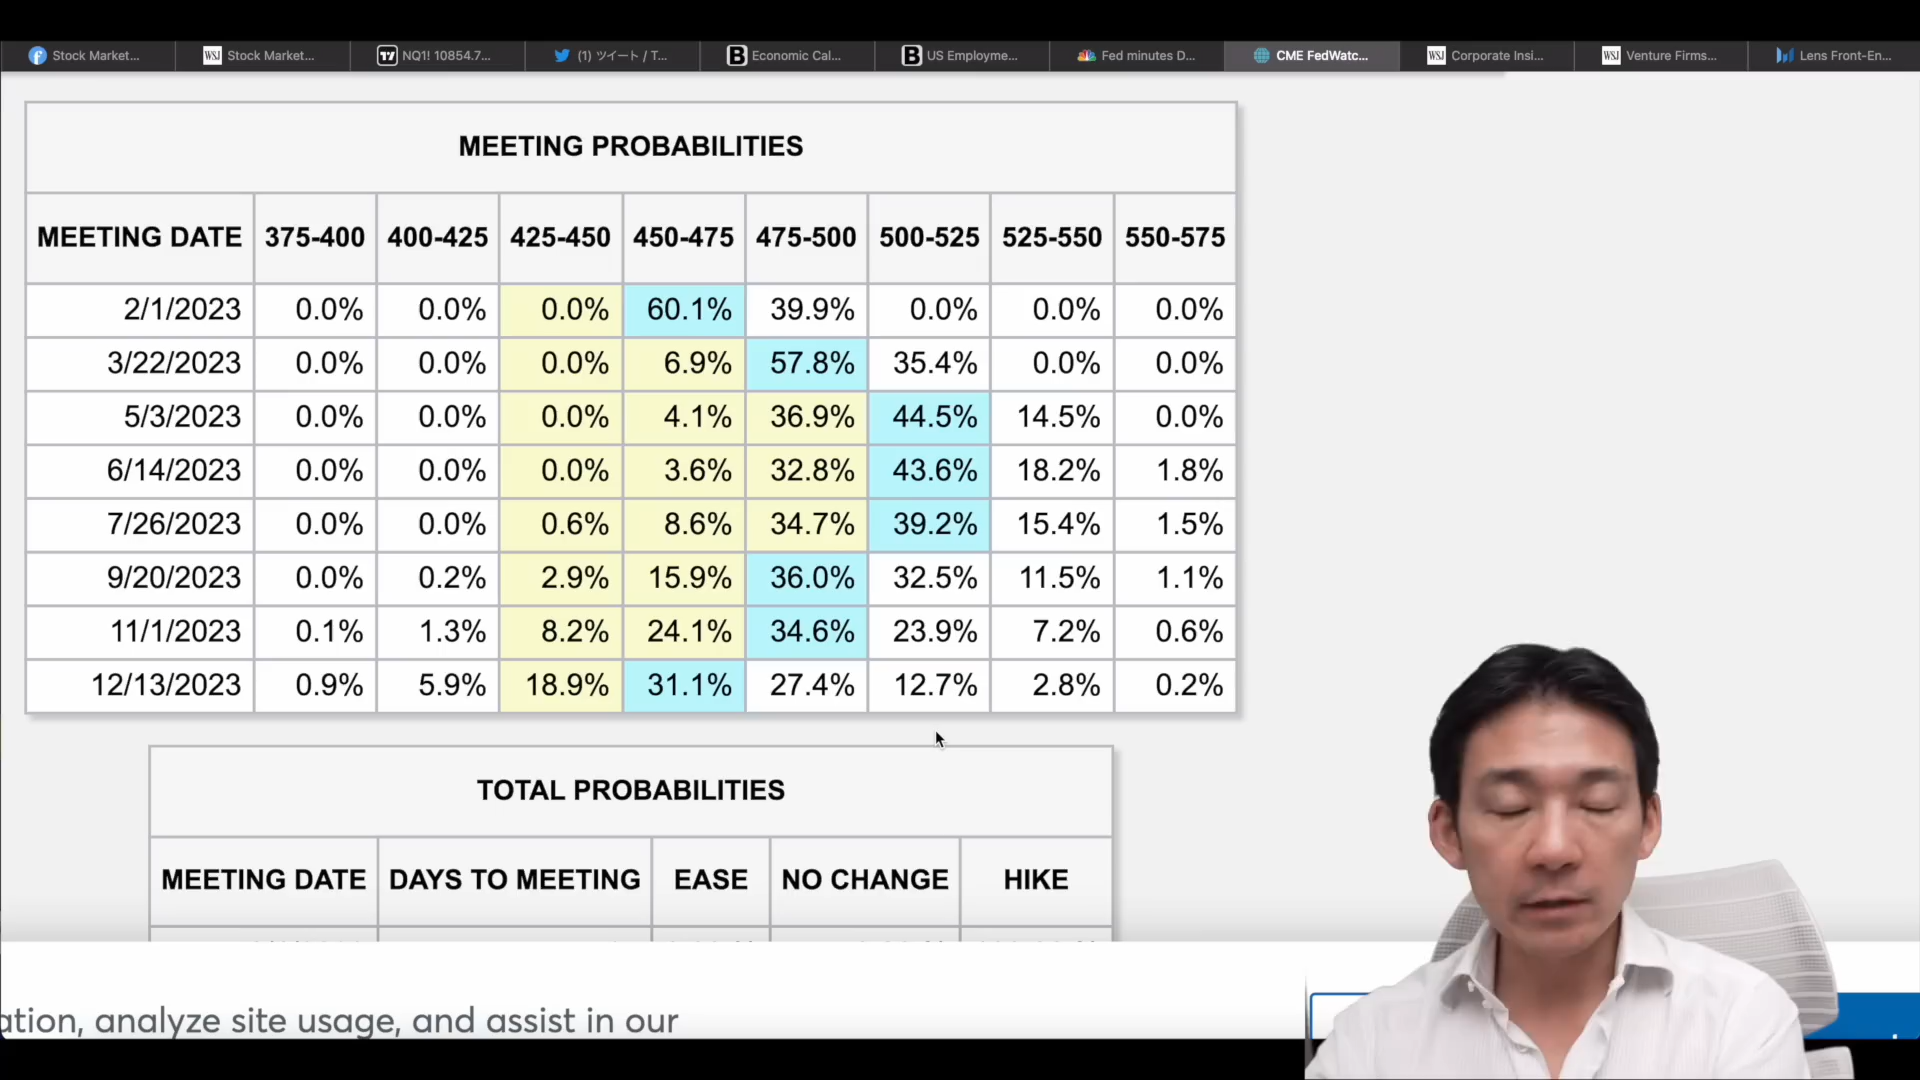 Stock Market...
WSJ Stock Market...
NQ1! 10854.7...
(1) ツイート / T...
B Economic Cal...
B US Employme...
Fed minutes D...
CME FedWatc...
WSJ Corporate Insi...
WSJ Venture Firms...
Lens Front-En...
MEETING PROBABILITIES
MEETING DATE 375-400 400-425 425-450 450-475 475-500 500-525 525-550 550-575
2/1/2023 0.0% 0.0% 0.0% 60.1% 39.9% 0.0% 0.0% 0.0%
3/22/2023 0.0% 0.0% 0.0% 6.9% 57.8% 35.4% 0.0% 0.0%
5/3/2023 0.0% 0.0% 0.0% 4.1% 36.9% 44.5% 14.5% 0.0%
6/14/2023 0.0% 0.0% 0.0% 3.6% 32.8% 43.6% 18.2% 1.8%
7/26/2023 0.0% 0.0% 0.6% 8.6% 34.7% 39.2% 15.4% 1.5%
9/20/2023 0.0% 0.2% 2.9% 15.9% 36.0% 32.5% 11.5% 1.1%
11/1/2023 0.1% 1.3% 8.2% 24.1% 34.6% 23.9% 7.2% 0.6%
12/13/2023 0.9% 5.9% 18.9% 31.1% 27.4% 12.7% 2.8% 0.2%
TOTAL PROBABILITIES
MEETING DATE DAYS TO MEETING EASE NO CHANGE HIKE
ation, analyze site usage, and assist in our